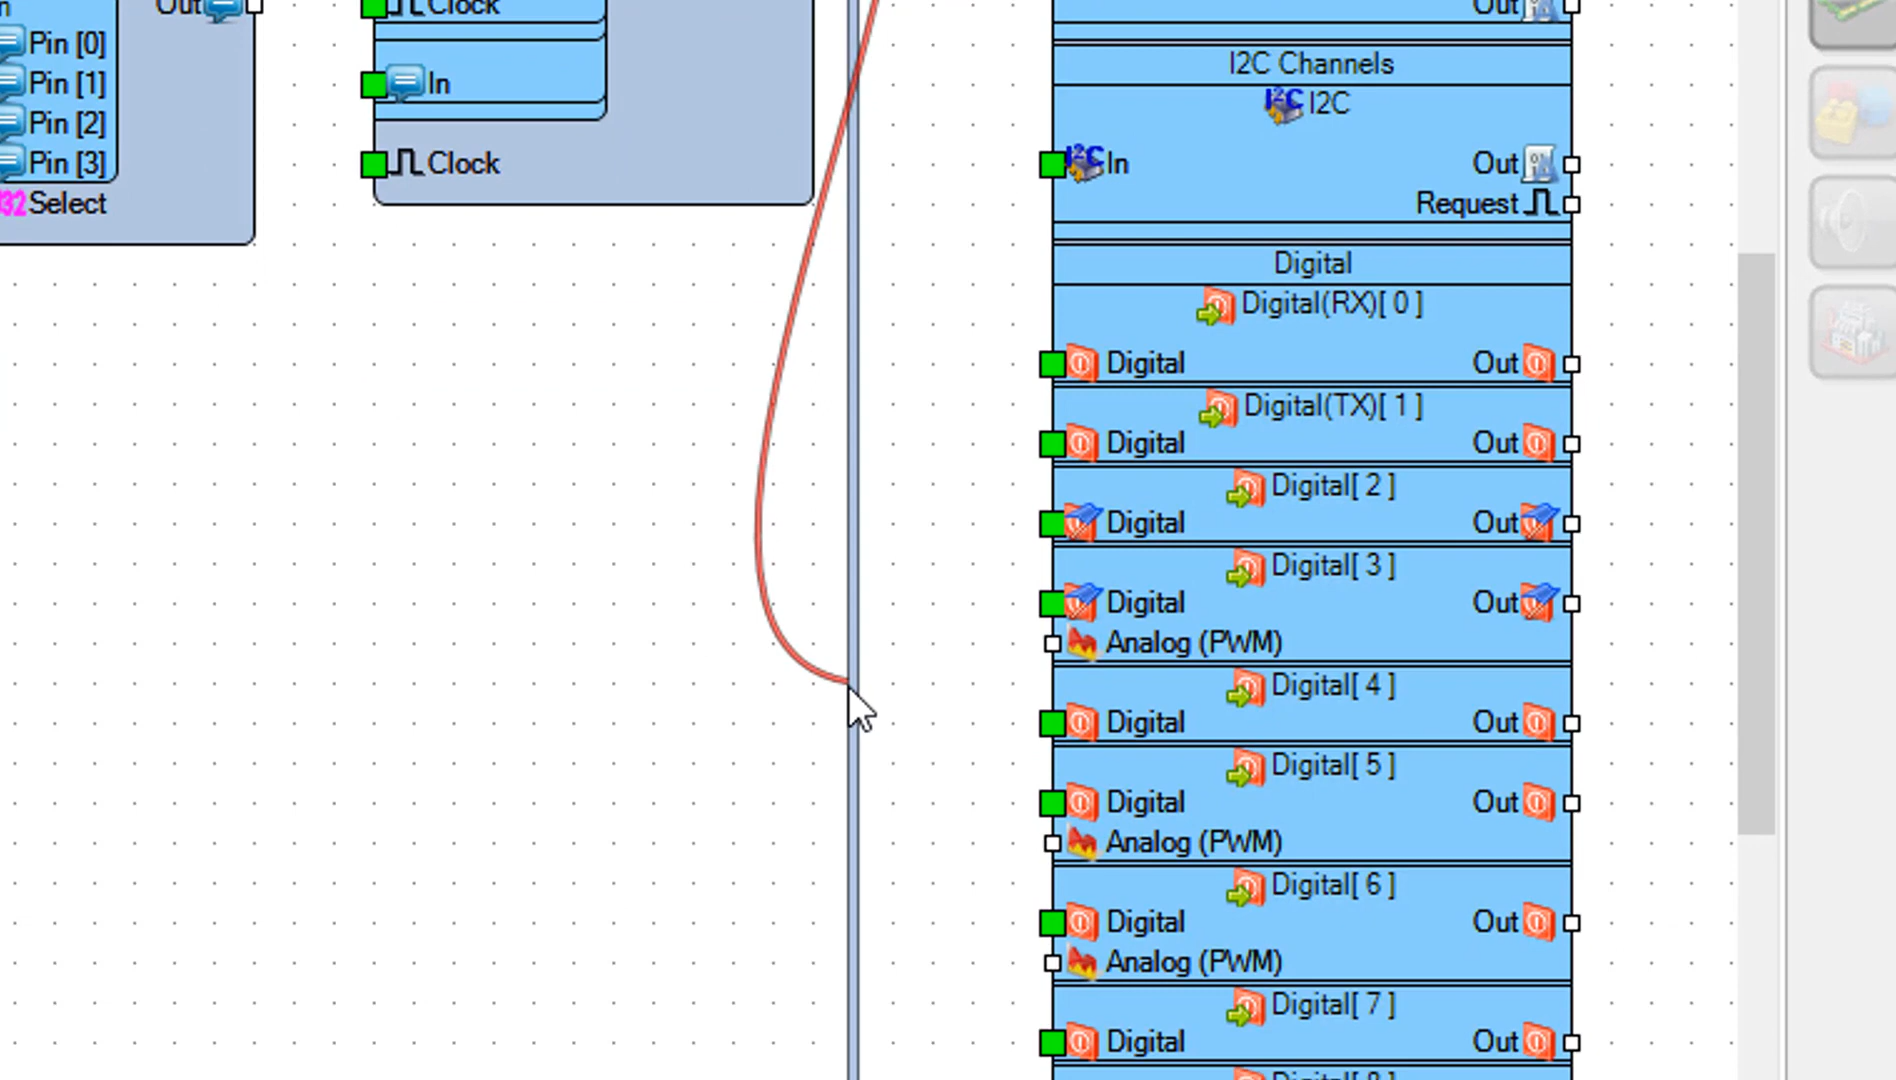 Out
Pin [0]
Pin [1]
Pin [2]
Pin [3]
Select
Clock
In
Clock
Out
I2C Channels
I2C
In
Out
Request
Digital
Digital(RX)[ 0 ]
Digital
Out
Digital(TX)[ 1 ]
Digital
Out
Digital[ 2 ]
Digital
Out
Digital[ 3 ]
Digital
Out
Analog (PWM)
Digital[ 4 ]
Digital
Out
Digital[ 5 ]
Digital
Out
Analog (PWM)
Digital[ 6 ]
Digital
Out
Analog (PWM)
Digital[ 7 ]
Digital
Out